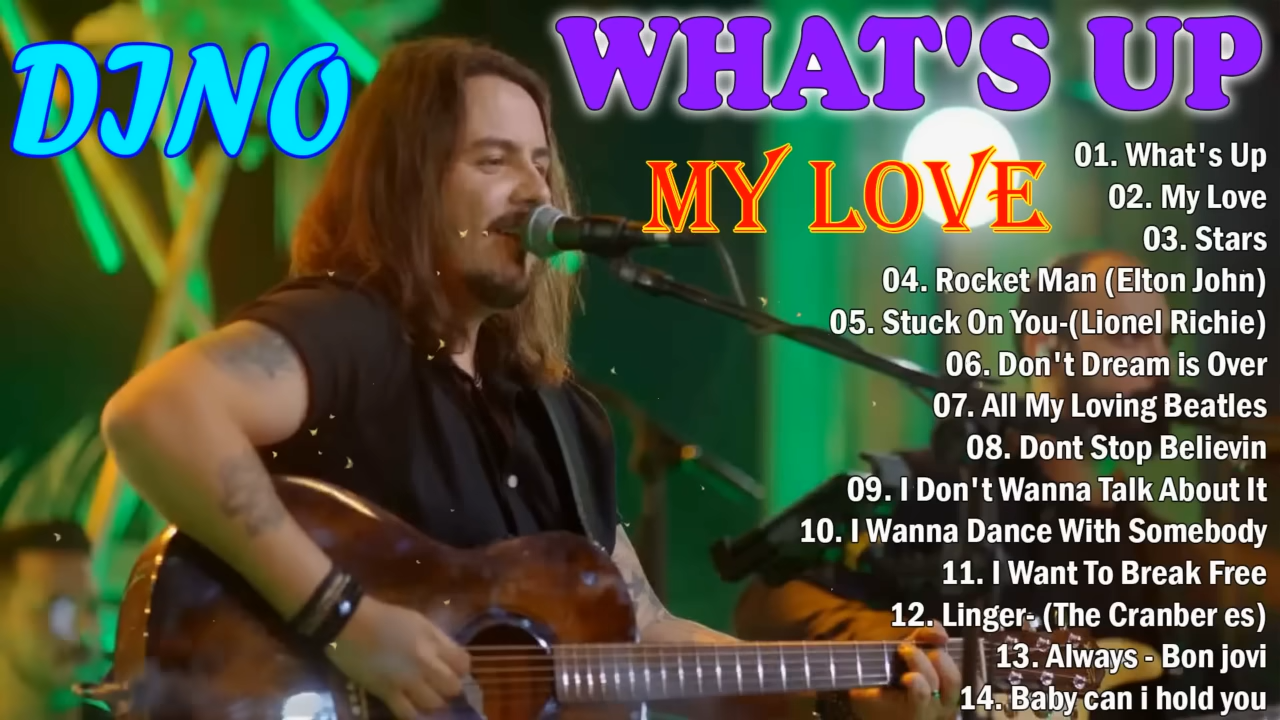 DINO
WHAT'S UP
MY LOVE
01. What's Up
02. My Love
03. Stars
04. Rocket Man (Elton John)
05. Stuck On You-(Lionel Richie)
06. Don't Dream is Over
07. All My Loving Beatles
08. Dont Stop Believin
09. I Don't Wanna Talk About It
10. I Wanna Dance With Somebody
11. I Want To Break Free
12. Linger- (The Cranber es)
13. Always - Bon jovi
14. Baby can i hold you